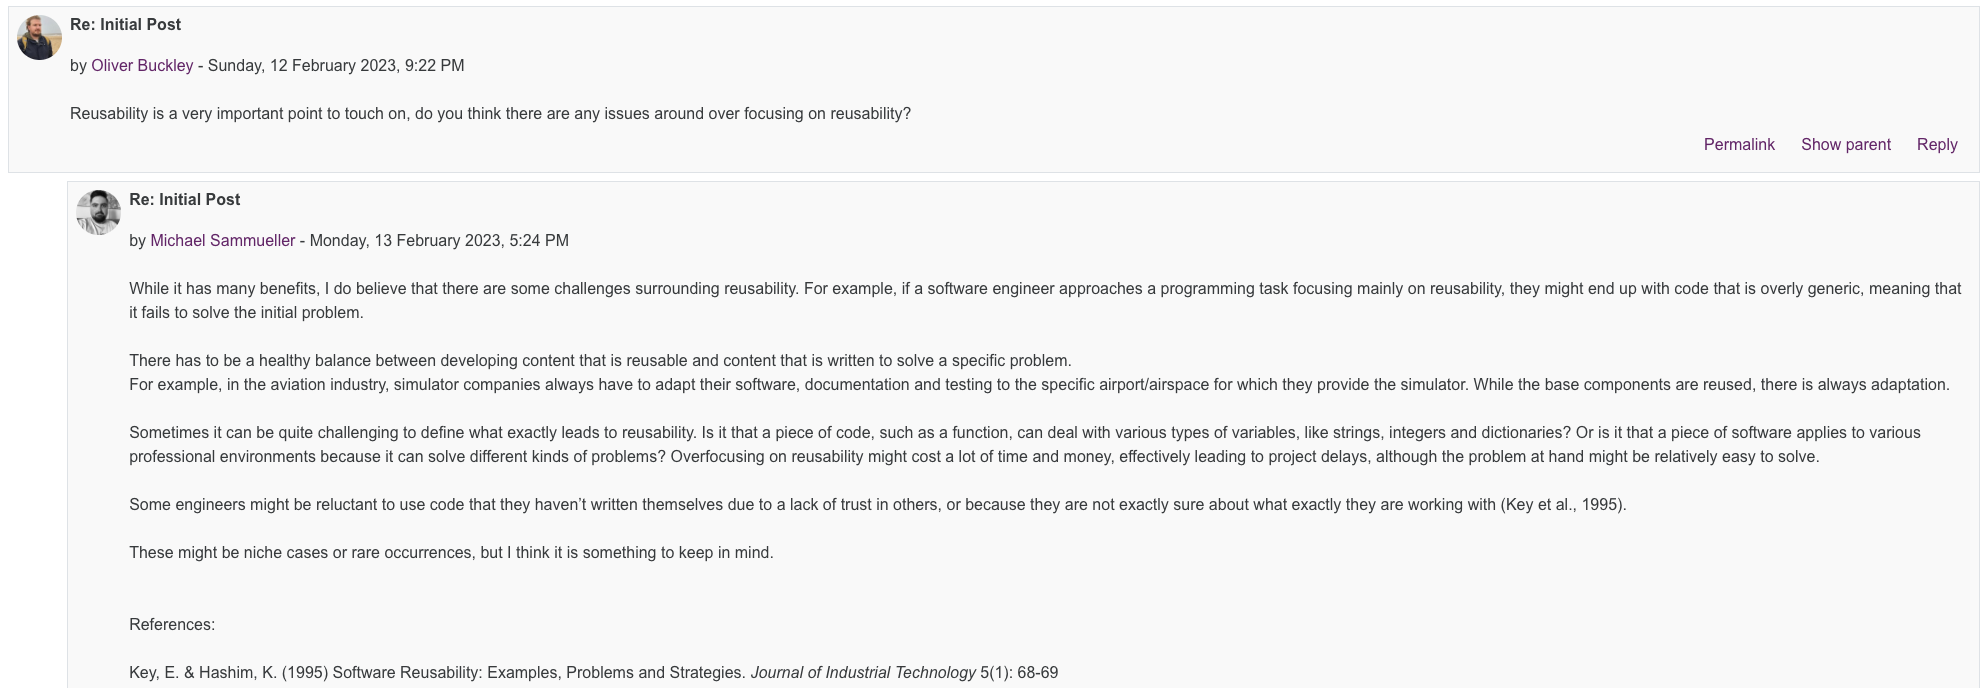 Re: Initial Post
by Oliver Buckley - Sunday, 12 February 2023, 9:22 PM
Reusability is a very important point to touch on, do you think there are any issues around over focusing on reusability?
Permalink Show parent Reply
Re: Initial Post
by Michael Sammueller - Monday, 13 February 2023, 5:24 PM
While it has many benefits, I do believe that there are some challenges surrounding reusability. For example, if a software engineer approaches a programming task focusing mainly on reusability, they might end up with code that is overly generic, meaning that
it fails to solve the initial problem.
There has to be a healthy balance between developing content that is reusable and content that is written to solve a specific problem.
For example, in the aviation industry, simulator companies always have to adapt their software, documentation and testing to the specific airport/airspace for which they provide the simulator. While the base components are reused, there is always adaptation.
Sometimes it can be quite challenging to define what exactly leads to reusability. Is it that a piece of code, such as a function, can deal with various types of variables, like strings, integers and dictionaries? Or is it that a piece of software applies to various
professional environments because it can solve different kinds of problems? Overfocusing on reusability might cost a lot of time and money, effectively leading to project delays, although the problem at hand might be relatively easy to solve.
Some engineers might be reluctant to use code that they haven’t written themselves due to a lack of trust in others, or because they are not exactly sure about what exactly they are working with (Key et al., 1995).
These might be niche cases or rare occurrences, but I think it is something to keep in mind.
References:
Key, E. & Hashim, K. (1995) Software Reusability: Examples, Problems and Strategies. Journal of Industrial Technology 5(1): 68-69